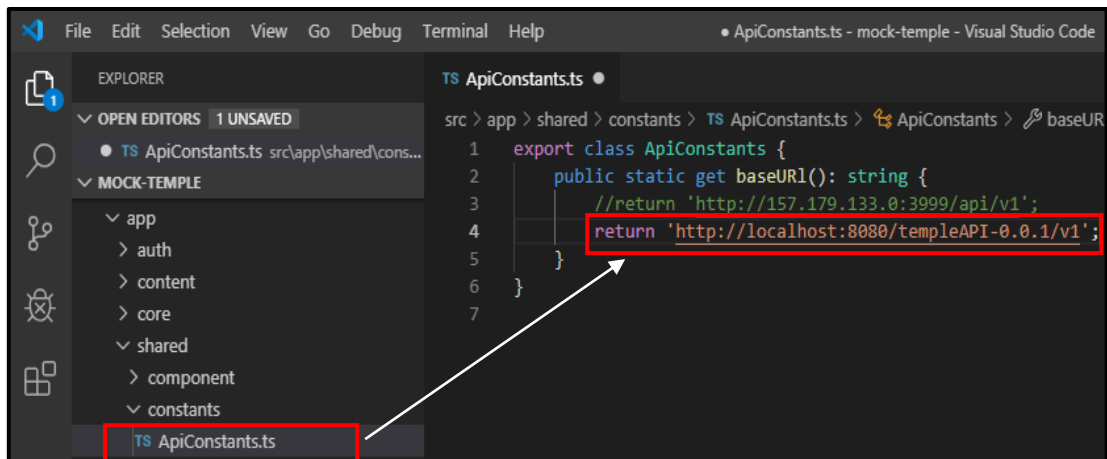 File Edit Selection View Go Debug Terminal Help ● ApiConstants.ts - mock-temple - Visual Studio Code
EXPLORER
1
OPEN EDITORS 1 UNSAVED
● TS ApiConstants.ts src\app\shared\cons...
MOCK-TEMPLE
app
auth
content
core
shared
component
constants
TS ApiConstants.ts
TS ApiConstants.ts ●
src > app > shared > constants > TS ApiConstants.ts > ApiConstants > baseUR
1 export class ApiConstants {
2 public static get baseURl(): string {
3 //return 'http://157.179.133.0:3999/api/v1';
4 return 'http://localhost:8080/templeAPI-0.0.1/v1';
5 }
6 }
7